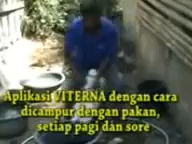 Aplikasi VITERNA dengan cara
dicampur dengan pakan,
setiap pagi dan sore